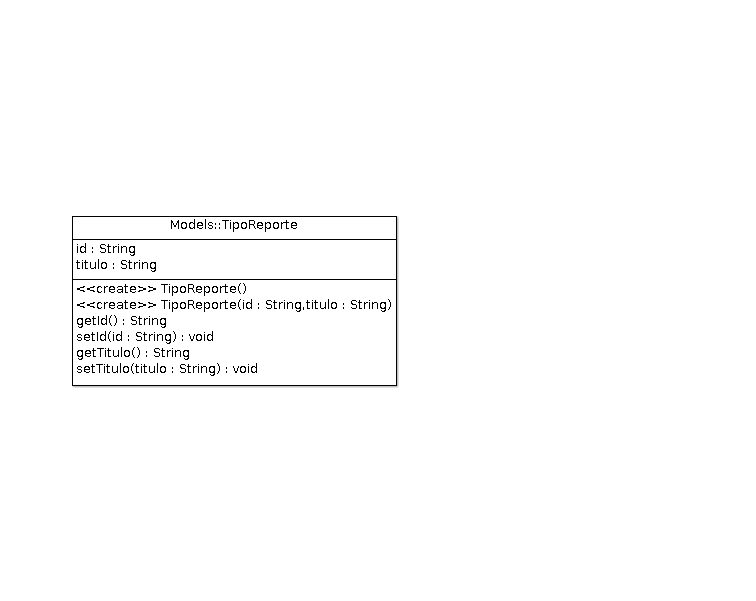 Models::TipoReporte
id : String
titulo : String
<<create>> TipoReporte()
<<create>> TipoReporte(id : String,titulo : String)
getId() : String
setId(id : String) : void
getTitulo() : String
setTitulo(titulo : String) : void